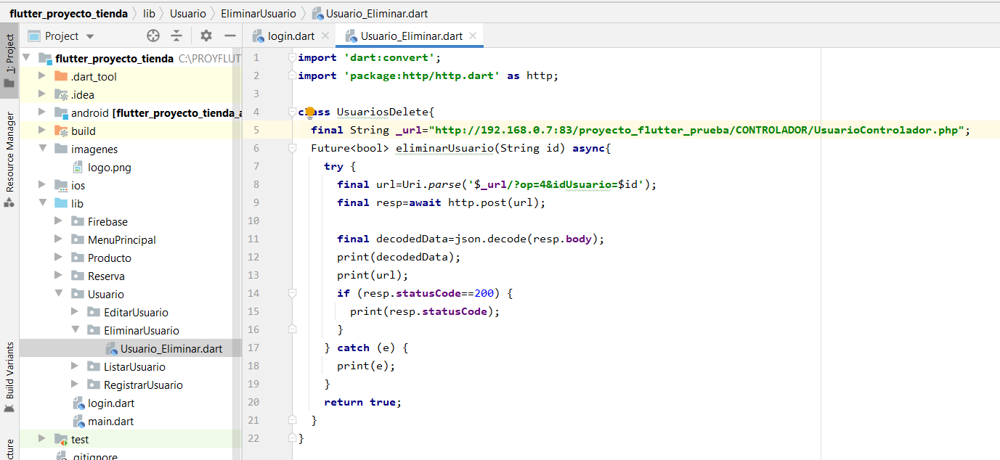 flutter_proyecto_tienda lib Usuario EliminarUsuario Usuario_Eliminar.dart
1: Project
Resource Manager
Build Variants
Project
flutter_proyecto_tienda C:\PROYFLUT
.dart_tool
.idea
android [flutter_proyecto_tienda_a
build
imagenes
logo.png
ios
lib
Firebase
MenuPrincipal
Producto
Reserva
Usuario
EditarUsuario
EliminarUsuario
Usuario_Eliminar.dart
ListarUsuario
RegistrarUsuario
login.dart
main.dart
test
.gitignore
login.dart Usuario_Eliminar.dart
1 import 'dart:convert';
2 import 'package:http/http.dart' as http;
3
4 class UsuariosDelete{
5 final String _url="http://192.168.0.7:83/proyecto_flutter_prueba/CONTROLADOR/UsuarioControlador.php";
6 Future<bool> eliminarUsuario(String id) async{
7 try {
8 final url=Uri.parse('$_url/?op=4&idUsuario=$id');
9 final resp=await http.post(url);
10
11 final decodedData=json.decode(resp.body);
12 print(decodedData);
13 print(url);
14 if (resp.statusCode==200) {
15 print(resp.statusCode);
16 }
17 } catch (e) {
18 print(e);
19 }
20 return true;
21 }
22 }